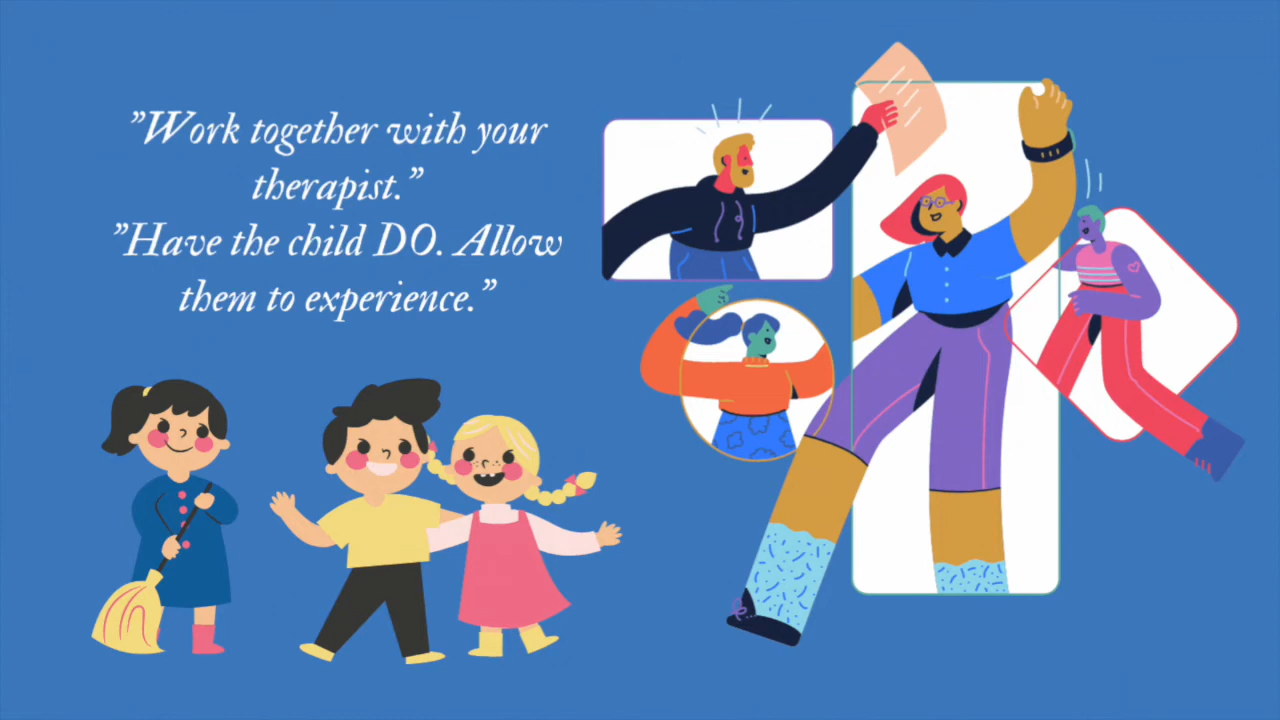 ”Work together with your
therapist.”
”Have the child DO. Allow
them to experience.”